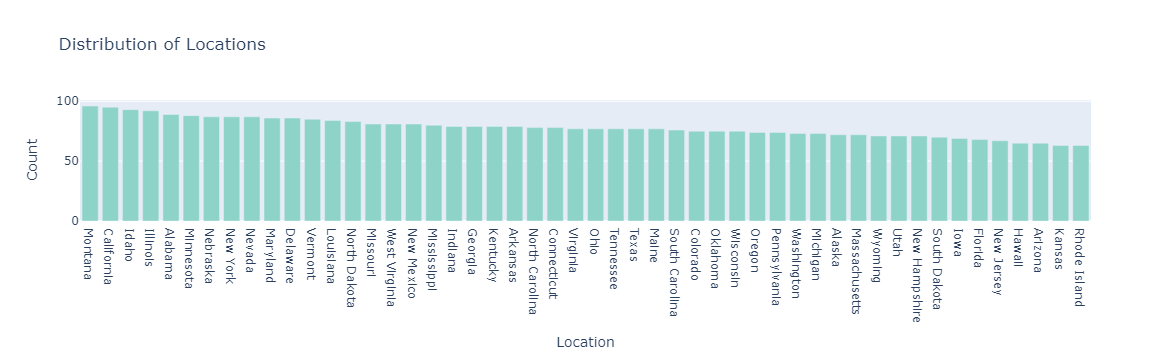 Distribution of Locations
100
50
0
Count
Montana
California
Idaho
Illinois
Alabama
Minnesota
Nebraska
New York
Nevada
Maryland
Delaware
Vermont
Louisiana
North Dakota
Missouri
West Virginia
New Mexico
Mississippi
Indiana
Georgia
Kentucky
Arkansas
North Carolina
Connecticut
Virginia
Ohio
Tennessee
Texas
Maine
South Carolina
Colorado
Oklahoma
Wisconsin
Oregon
Pennsylvania
Washington
Michigan
Alaska
Massachusetts
Wyoming
Utah
New Hampshire
South Dakota
Iowa
Florida
New Jersey
Hawaii
Arizona
Kansas
Rhode Island
Location